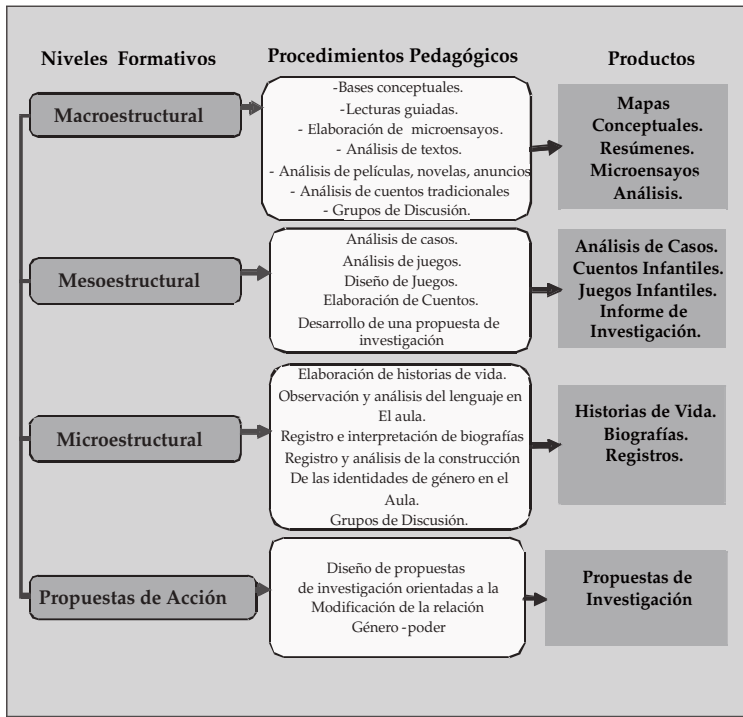 Niveles Formativos
Procedimientos Pedagógicos
Productos
Macroestructural
-Bases conceptuales.
-Lecturas guiadas.
- Elaboración de microensayos.
- Análisis de textos.
- Análisis de películas, novelas, anuncios
- Análisis de cuentos tradicionales
- Grupos de Discusión.
Mapas
Conceptuales.
Resúmenes.
Microensayos
Análisis.
Mesoestructural
Análisis de casos.
Análisis de juegos.
Diseño de Juegos.
Elaboración de Cuentos.
Desarrollo de una propuesta de
investigación
Análisis de Casos.
Cuentos Infantiles.
Juegos Infantiles.
Informe de
Investigación.
Microestructural
Elaboración de historias de vida.
Observación y análisis del lenguaje en
El aula.
Registro e interpretación de biografías
Registro y análisis de la construcción
De las identidades de género en el
Aula.
Grupos de Discusión.
Historias de Vida.
Biografías.
Registros.
Propuestas de Acción
Diseño de propuestas
de investigación orientadas a la
Modificación de la relación
Género -poder
Propuestas de
Investigación